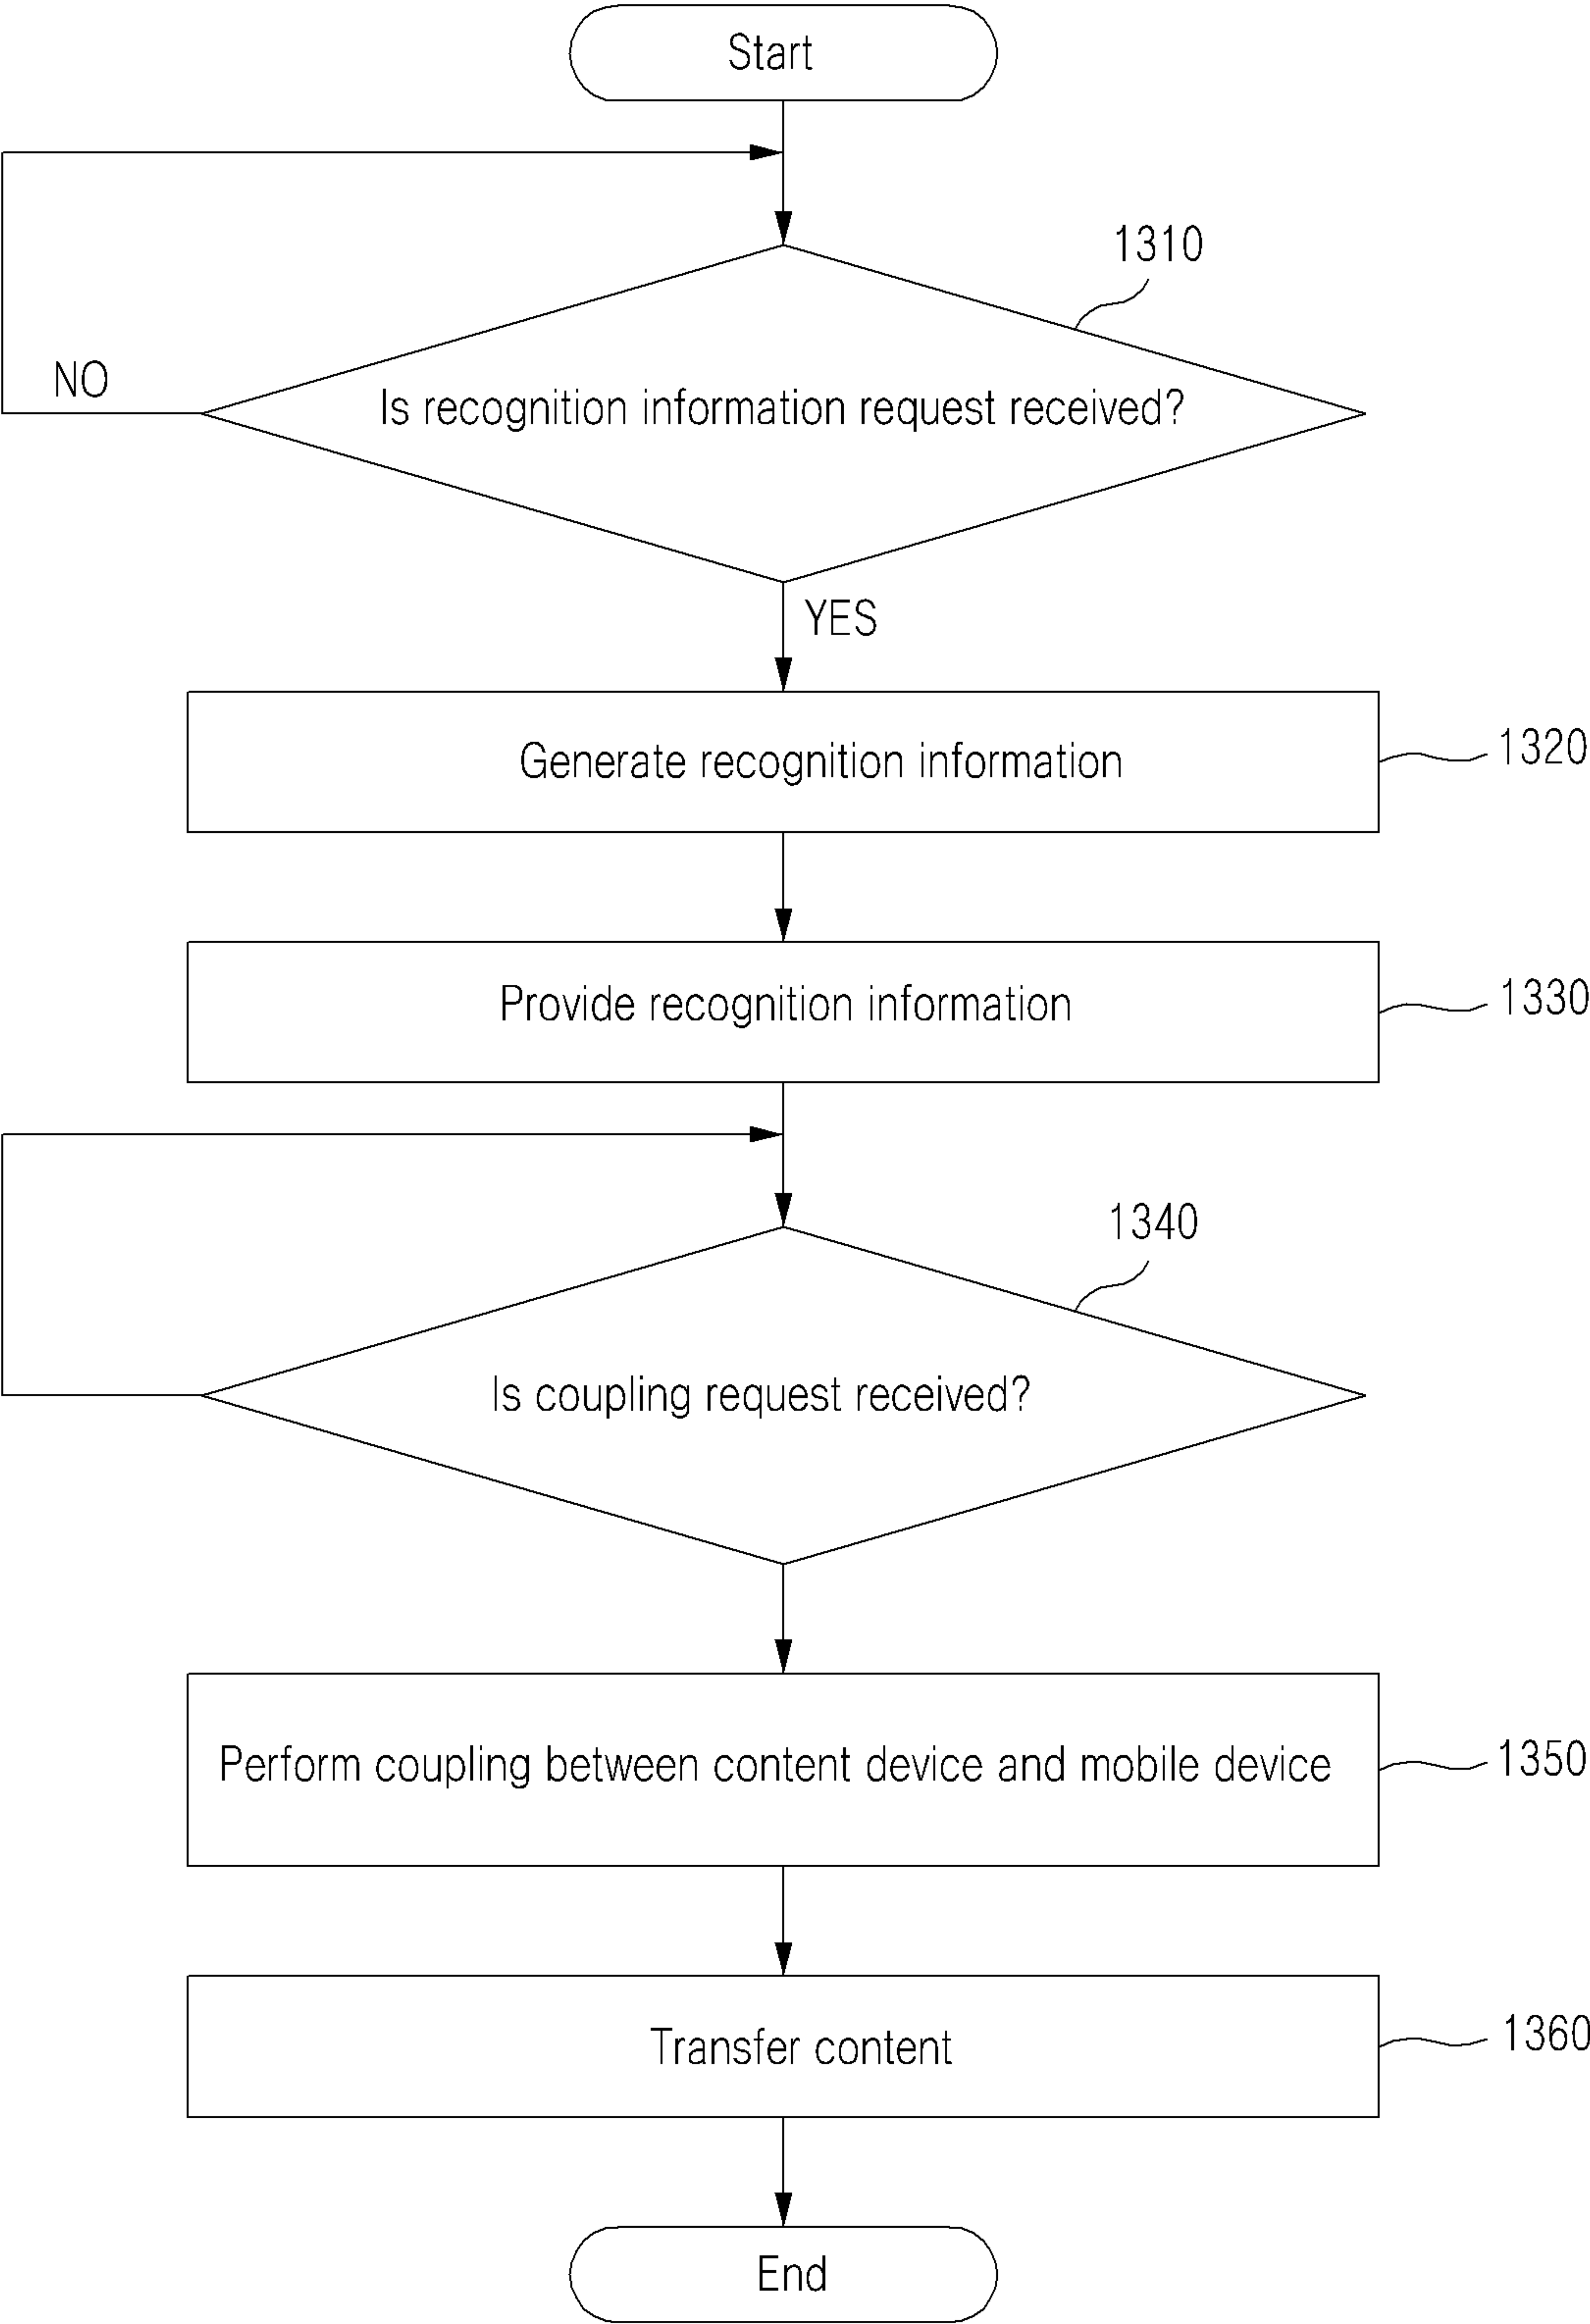 Start
1310
NO
Is recognition information request received?
YES
Generate recognition information
1320
Provide recognition information
1330
1340
Is coupling request received?
Perform coupling between content device and mobile device
1350
Transfer content
1360
End